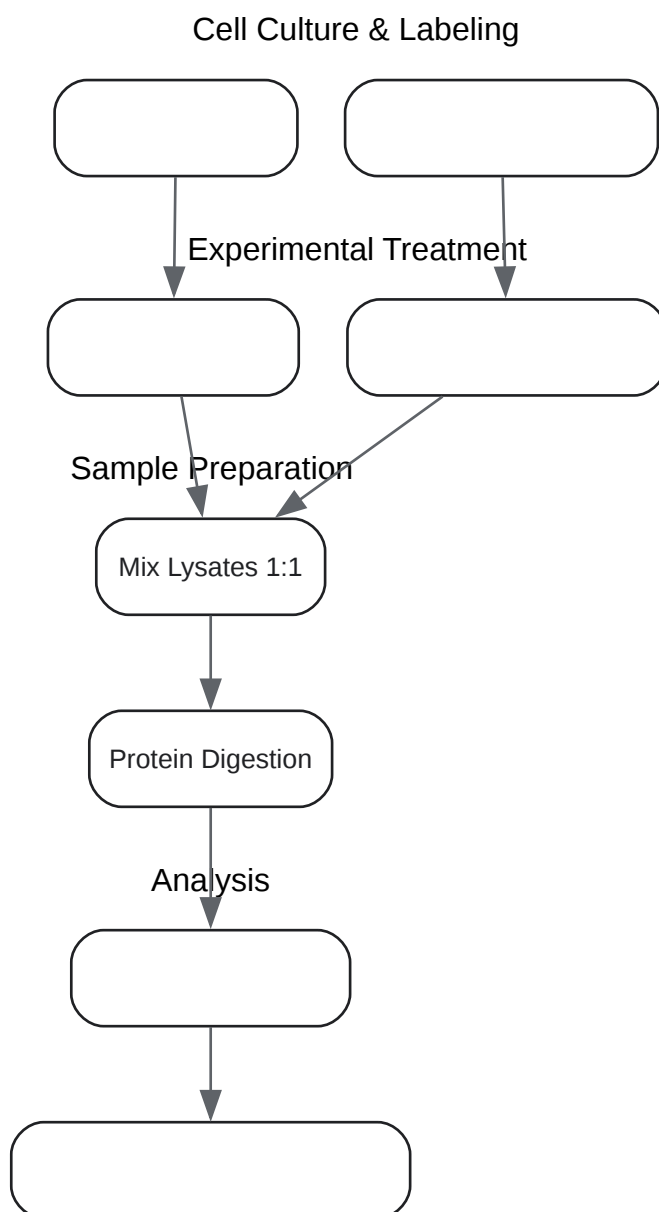 Cell Culture & Labeling
Experimental Treatment
Sample Preparation
Mix Lysates 1:1
Protein Digestion
Analysis